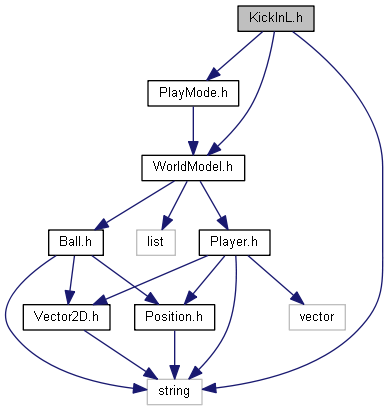 KickInL.h
PlayMode.h
WorldModel.h
Ball.h
list
Player.h
Vector2D.h
Position.h
vector
string